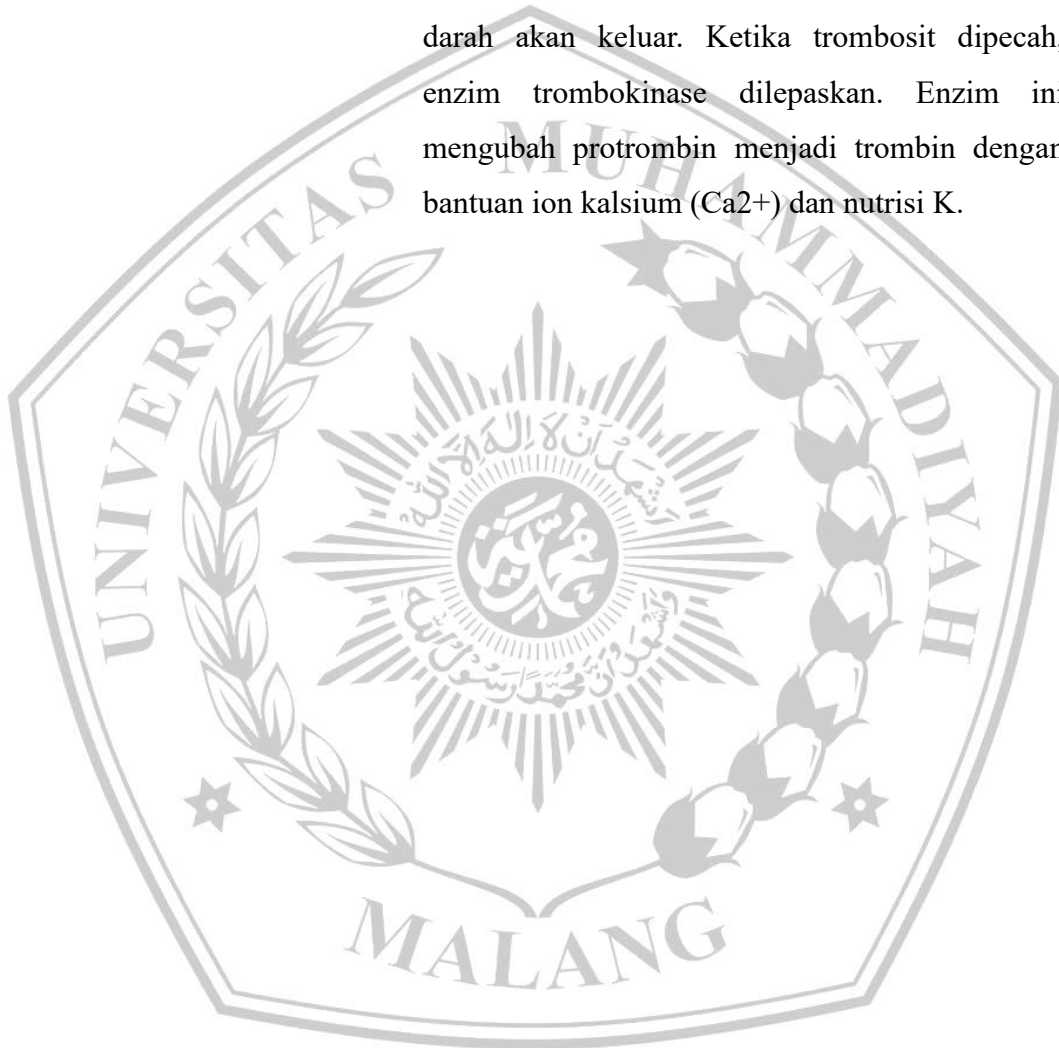 darah akan keluar. Ketika trombosit dipecah,
enzim trombokinase dilepaskan. Enzim ini
mengubah protrombin menjadi trombin dengan
bantuan ion kalsium (Ca2+) dan nutrisi K.
UNIVERSITAS MUHAMMADIYAH
MALANG